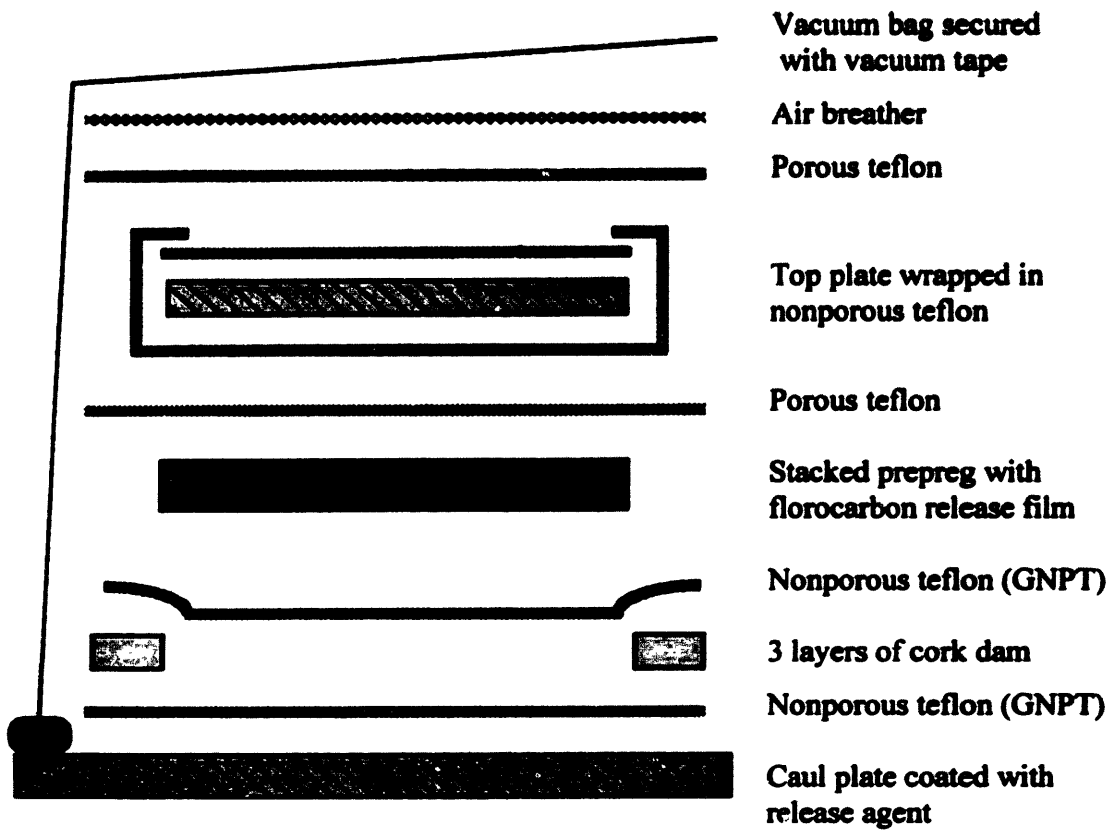 Vacuum bag secured
with vacuum tape
Air breather
Porous teflon
Top plate wrapped in
nonporous teflon
Porous teflon
Stacked prepreg with
florocarbon release film
Nonporous teflon (GNPT)
3 layers of cork dam
Nonporous teflon (GNPT)
Caul plate coated with
release agent